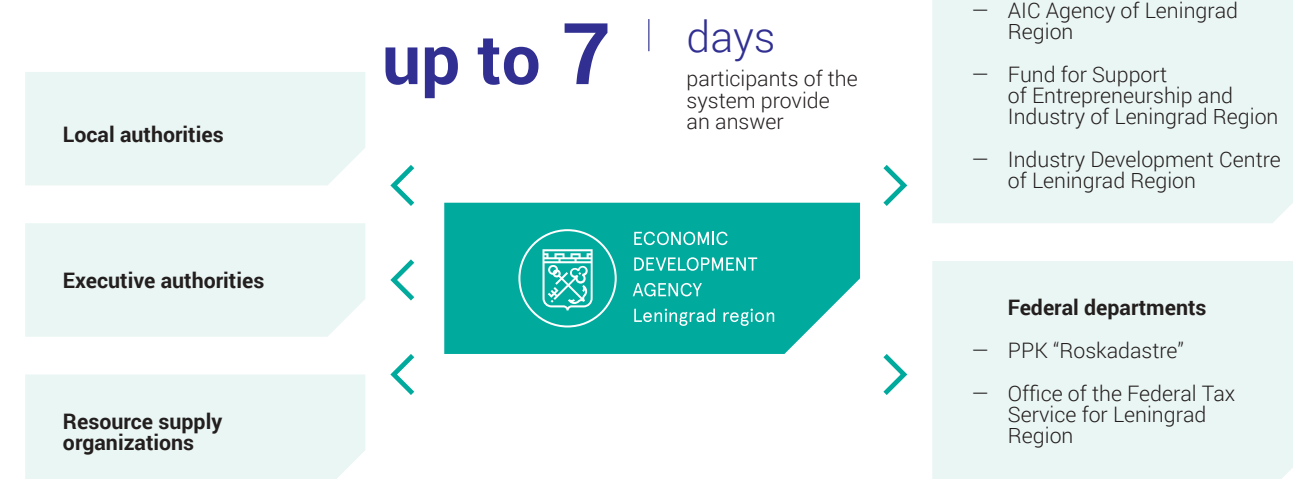 up to 7 days
participants of the
system provide
an answer
Local authorities
Executive authorities
Resource supply
organizations
ECONOMIC
DEVELOPMENT
AGENCY
Leningrad region
— AIC Agency of Leningrad
Region
— Fund for Support
of Entrepreneurship and
Industry of Leningrad Region
— Industry Development Centre
of Leningrad Region
Federal departments
— PPK “Roskadastre”
— Office of the Federal Tax
Service for Leningrad
Region